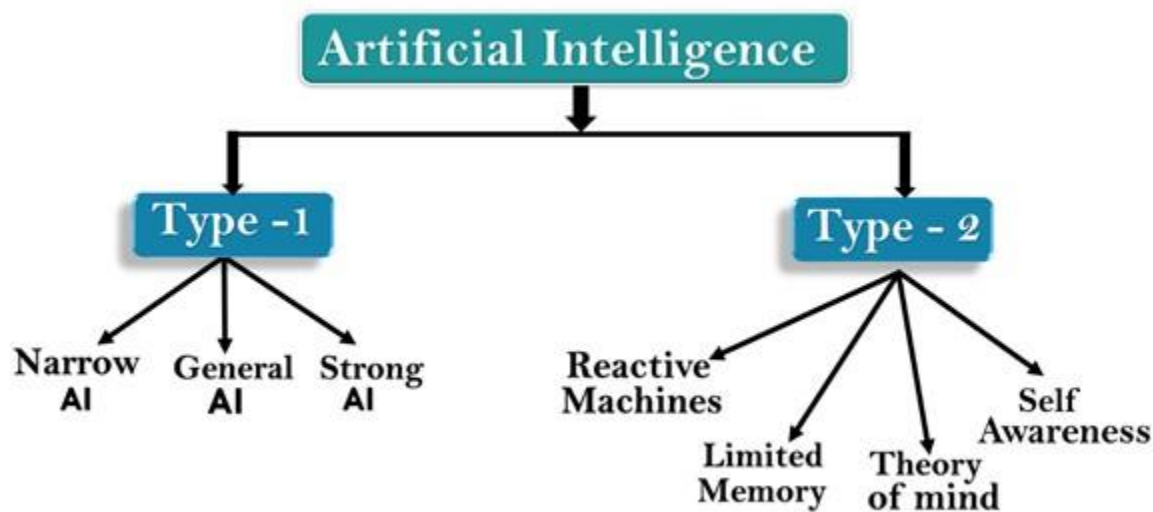 Artificial Intelligence
Type -1
Type - 2
Narrow
AI
General
AI
Strong
AI
Reactive
Machines
Limited
Memory
Theory
of mind
Self
Awareness